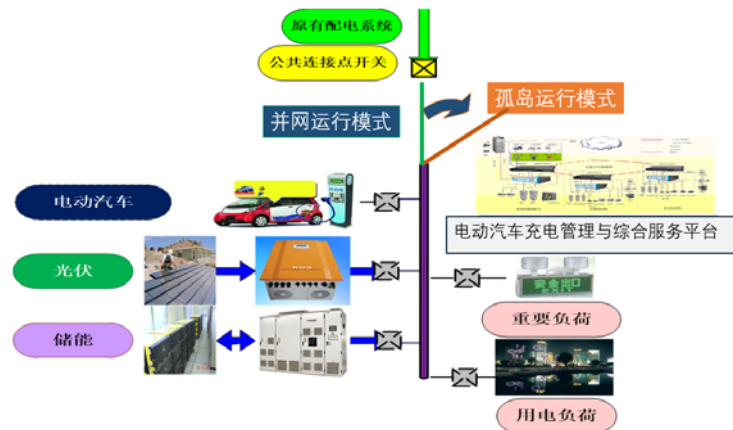 原有配电系统
公共连接点开关
并网运行模式
孤岛运行模式
电动汽车
电动汽车充电管理与综合服务平台
光伏
安全出口
EXIT
重要负荷
储能
用电负荷